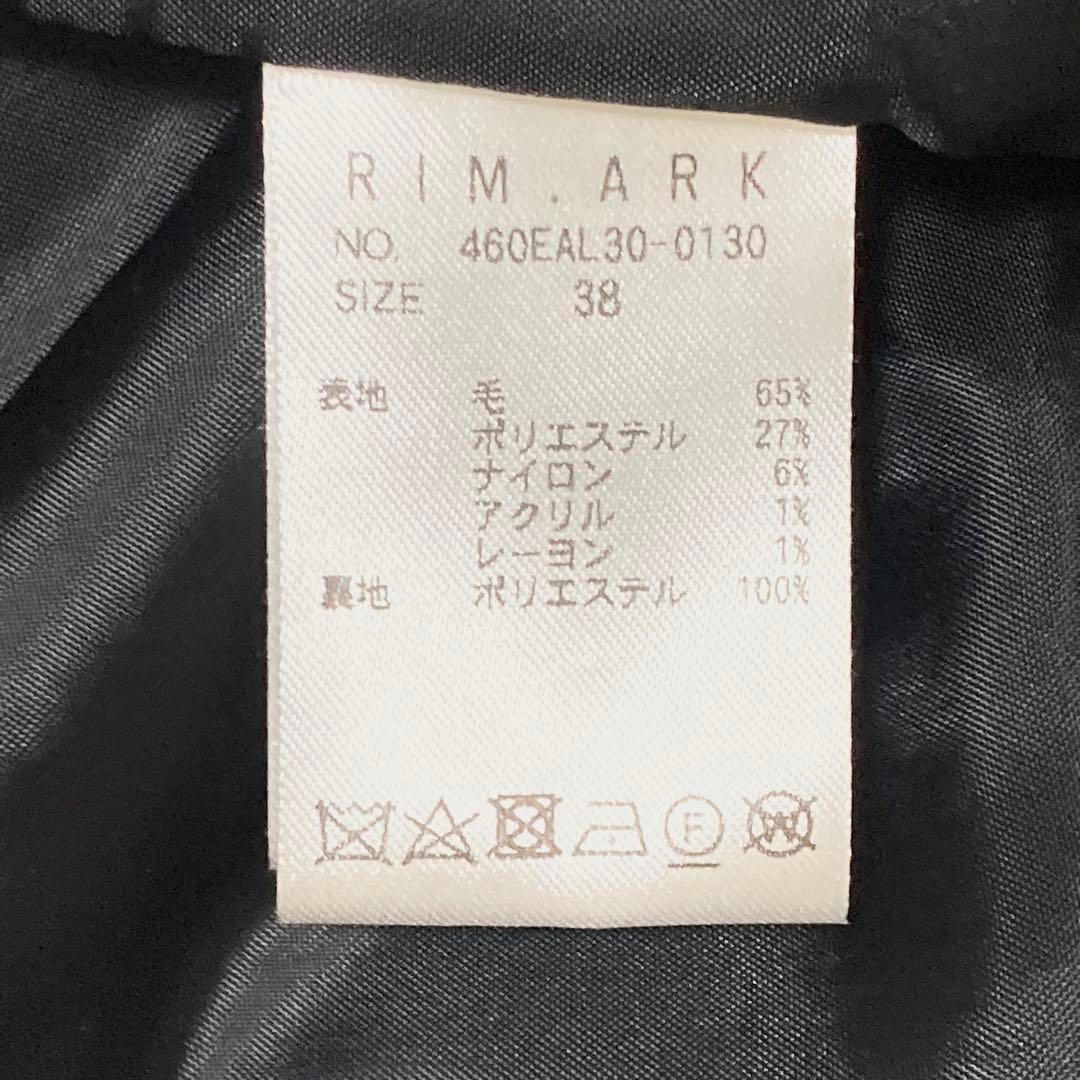 RIM.ARK
NO. 460EAL30-0130
SIZE 38
表地 毛 65%
ポリエステル 27%
ナイロン 6%
アクリル 1%
レーヨン 1%
裏地 ポリエステル 100%
F W